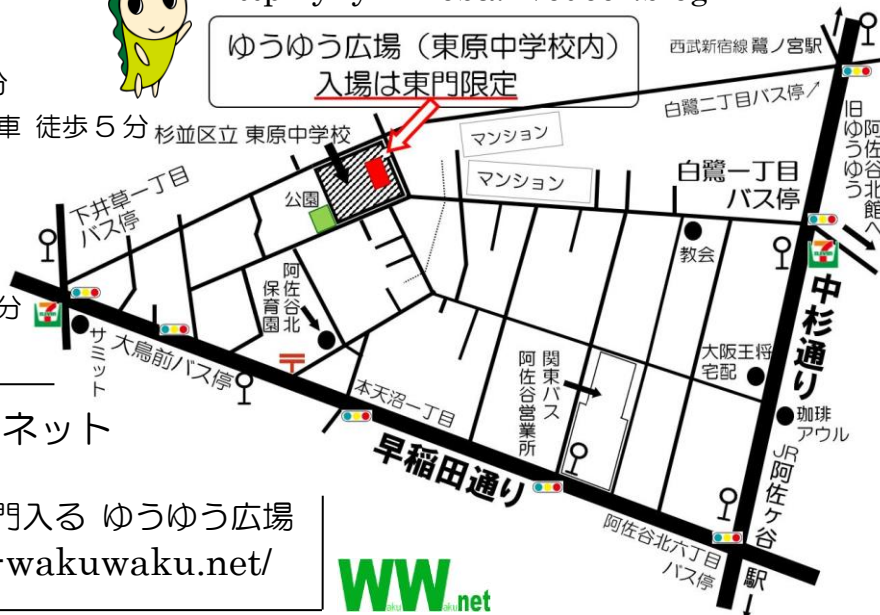 ゆうゆう広場（東原中学校内）
入場は東門限定
西武新宿線 鷺ノ宮駅
分
車 徒歩５分
杉並区立 東原中学校
マンション
白鷺二丁目バス停
旧阿佐谷北館へ
ゆうゆう
マンション
白鷺一丁目
バス停
下井草一丁目
バス停
公園
教会
ELEVEN
阿佐谷北
保育園
分
中杉通り
サミット
大鳥前バス停
関東バス
阿佐谷営業所
大阪王将
宅配
本天沼一丁目
珈琲
アウル
ネット
早稲田通り
JR阿佐ヶ谷駅
門入る ゆうゆう広場
阿佐谷北六丁目
バス停
-wakuwaku.net/
WW.net